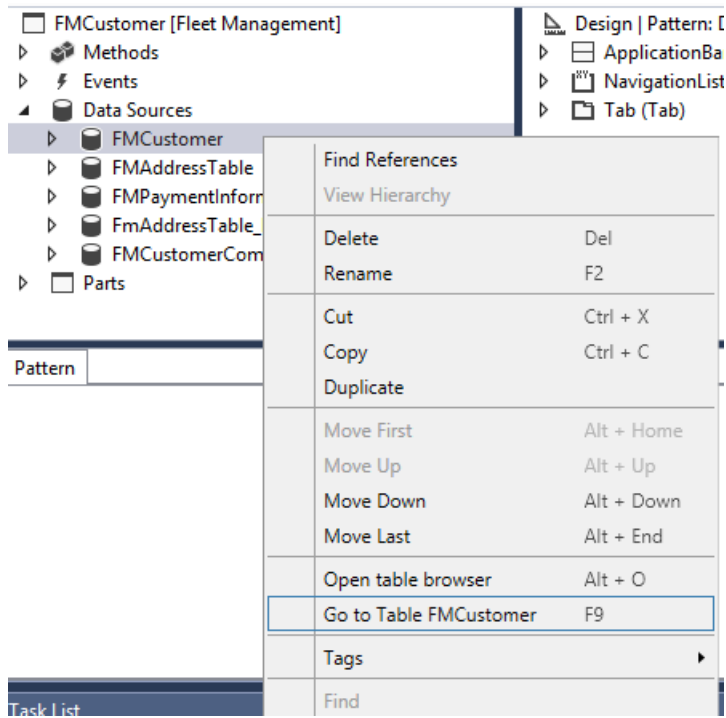 FMCustomer [Fleet Management]
Methods
Events
Data Sources
FMCustomer
FMAddressTable
FMPaymentInforr
FmAddressTable_
FMCustomerCom
Parts
Design | Pattern: D
ApplicationBa
NavigationList
Tab (Tab)
Find References
View Hierarchy
Delete Del
Rename F2
Cut Ctrl + X
Copy Ctrl + C
Duplicate
Move First Alt + Home
Move Up Alt + Up
Move Down Alt + Down
Move Last Alt + End
Open table browser Alt + O
Go to Table FMCustomer F9
Tags
Find
Pattern
Task List